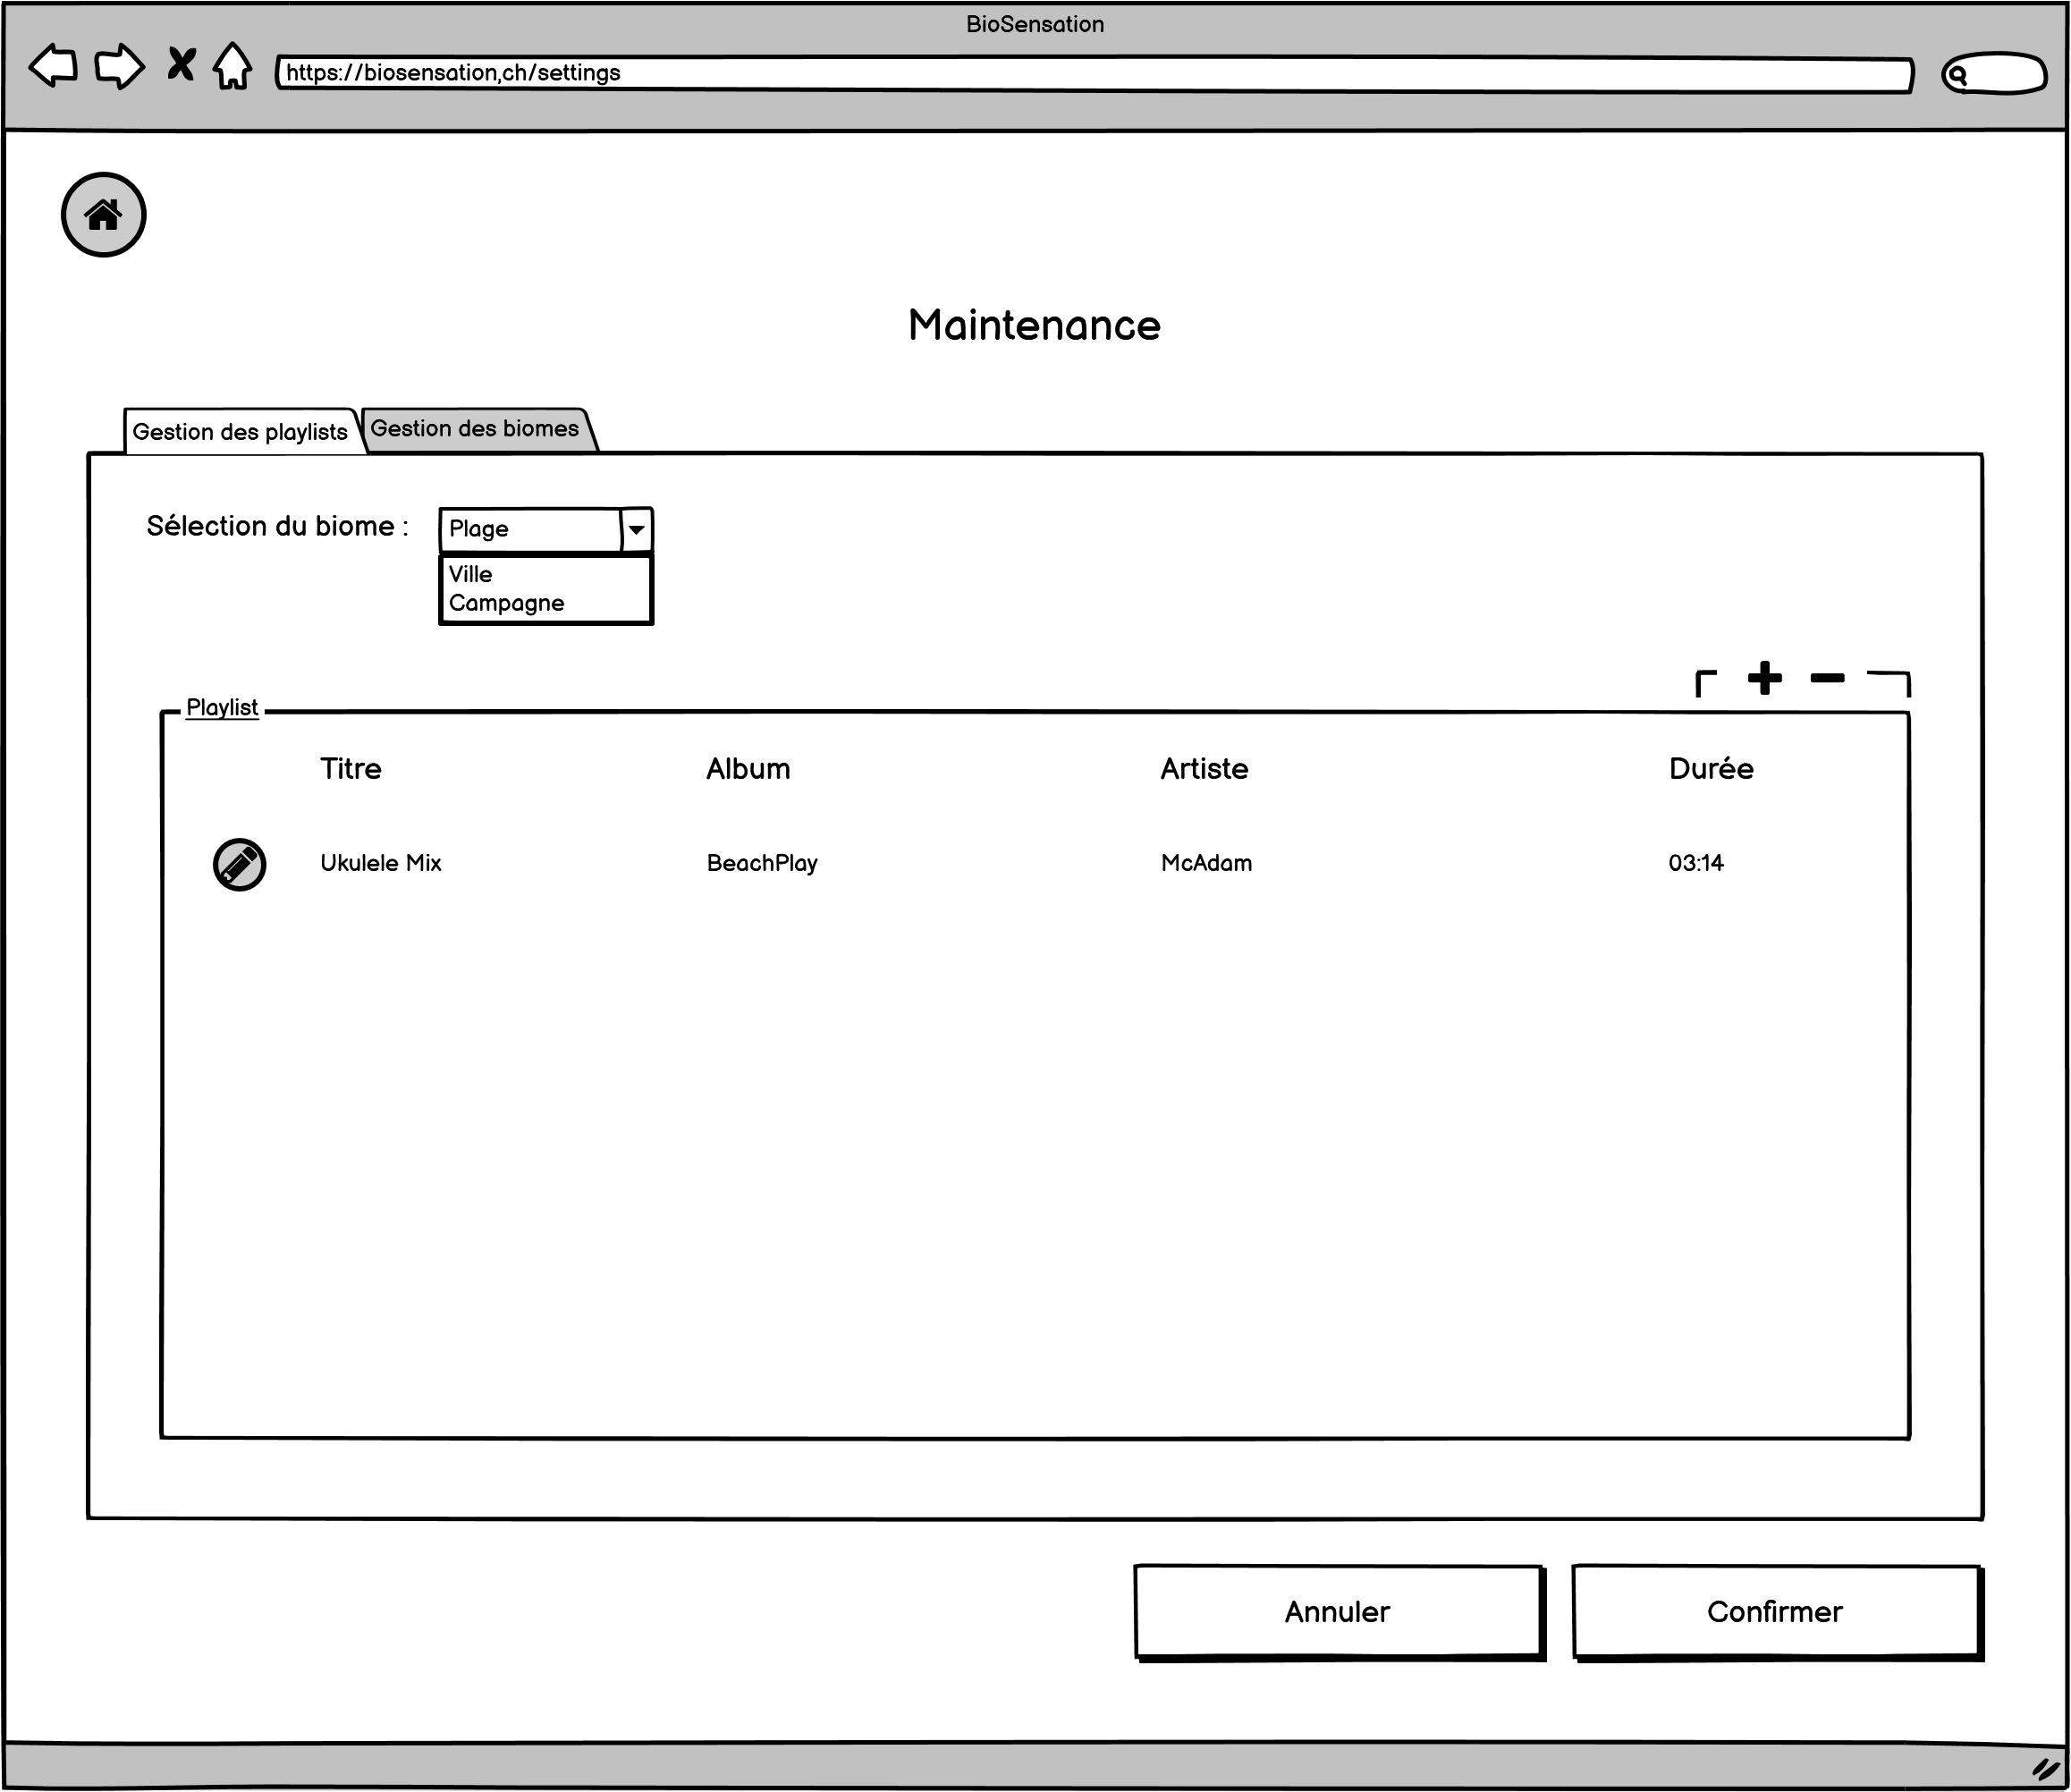 BioSensation
https://biosensation,ch/settings
Maintenance
Gestion des playlists
Gestion des biomes
Sélection du biome :
Plage
Ville
Campagne
Playlist
Titre Album Artiste Durée
Ukulele Mix BeachPlay McAdam 03:14
Annuler
Confirmer